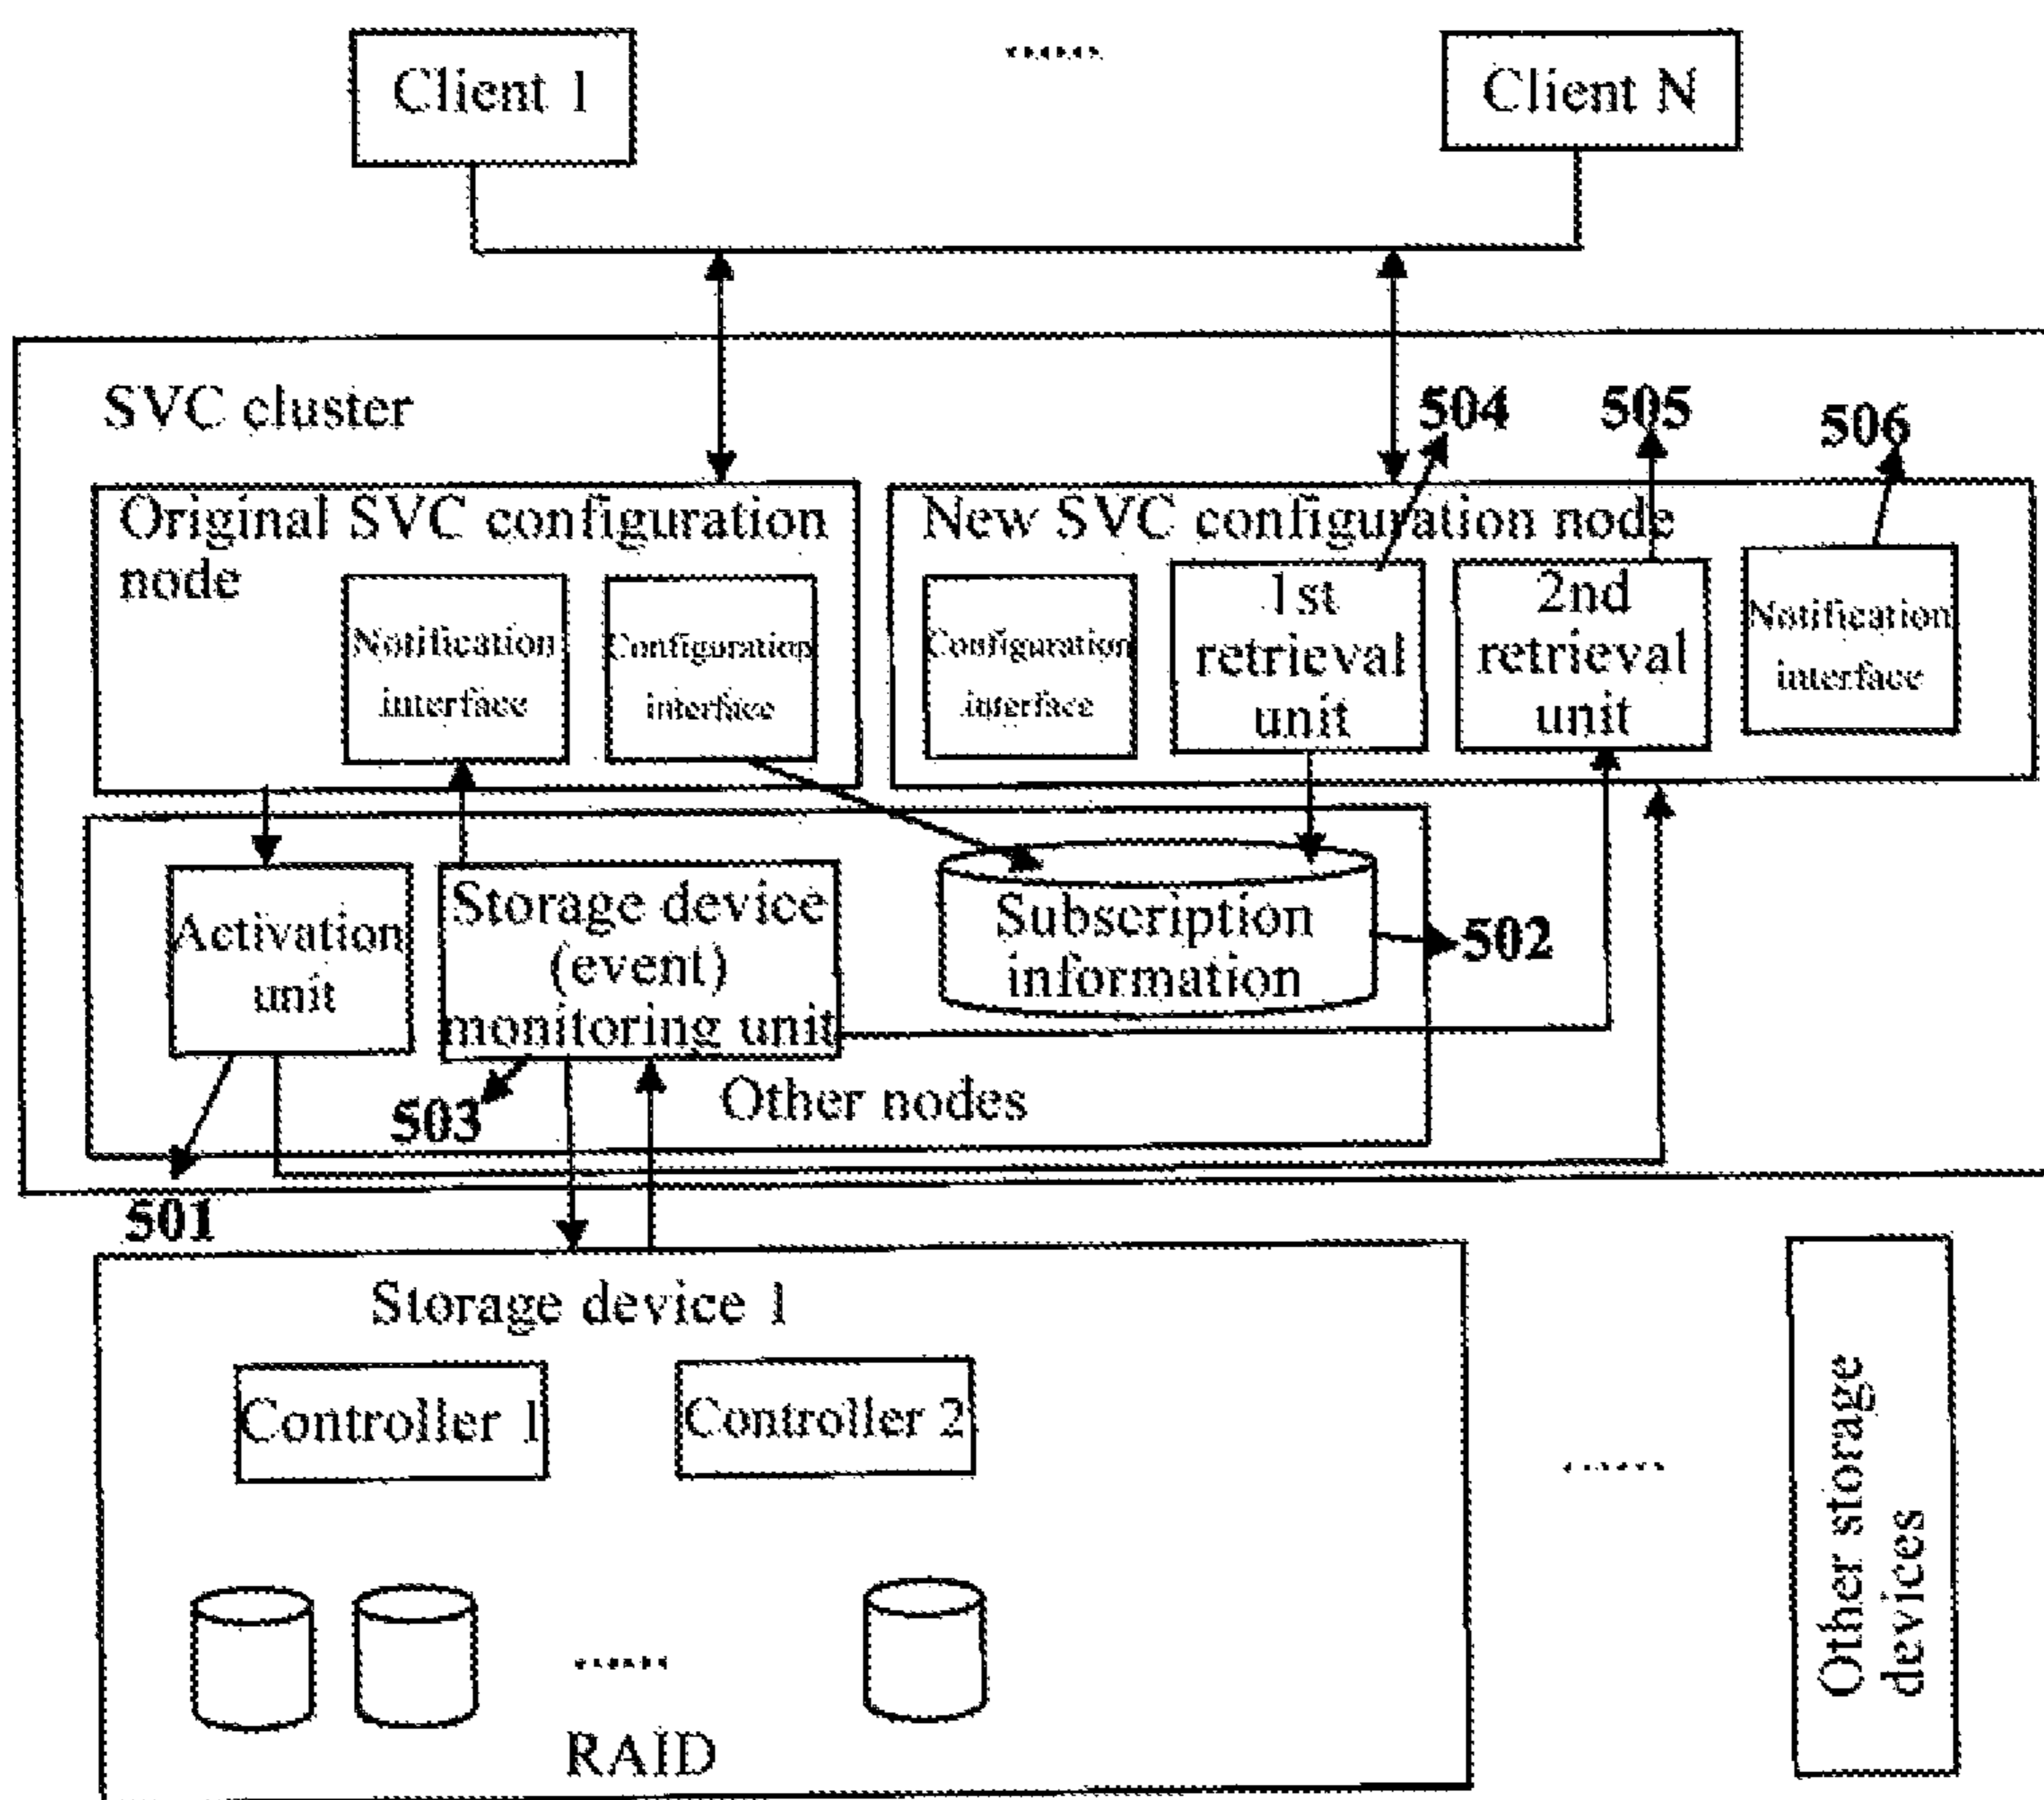 Client 1
......
Client N
SVC cluster
504
505
506
Original SVC configuration
node
Notification
interface
Configuration
interface
New SVC configuration node
Configuration
interface
1st
retrieval
unit
2nd
retrieval
unit
Notification
interface
Activation
unit
Storage device
(event)
monitoring unit
Subscription
information
502
503
Other nodes
501
Storage device 1
Controller 1
Controller 2
......
RAID
......
Other storage
devices